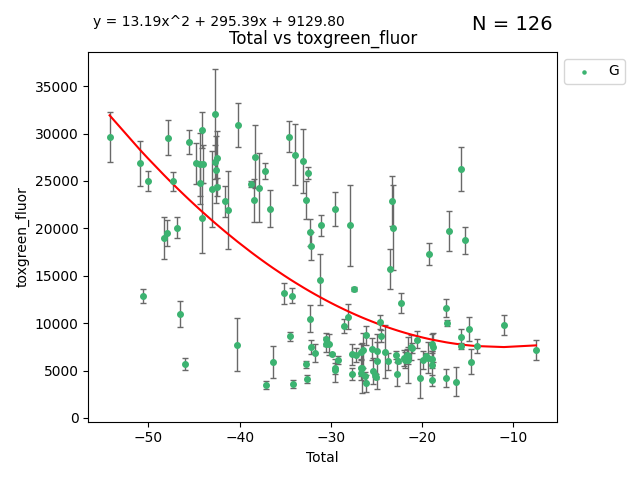 y = 13.19x^2 + 295.39x + 9129.80
N = 126
Total vs toxgreen_fluor
G
35000
30000
25000
20000
15000
10000
5000
0
toxgreen_fluor
−50
−40
−30
−20
−10
Total